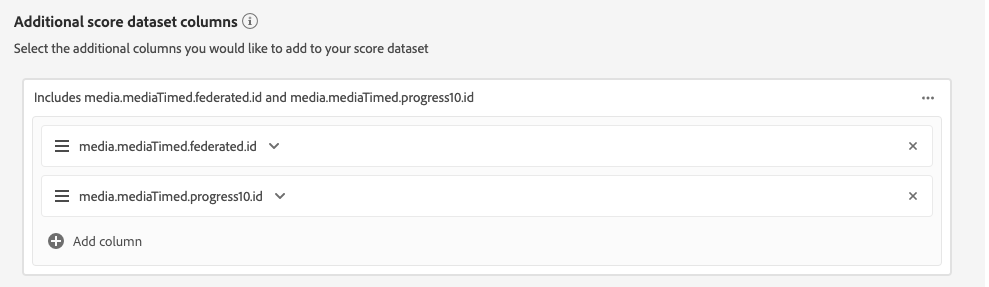 Additional score dataset columns
Select the additional columns you would like to add to your score dataset
Includes media.mediaTimed.federated.id and media.mediaTimed.progress10.id
media.mediaTimed.federated.id
media.mediaTimed.progress10.id
Add column